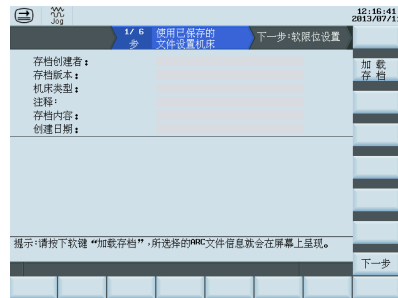 12:16:41
Jog
2013/07/1
1/ 6
步
使用已保存的
文件设置机床
下一步:软限位设置
加 载
存 档
存档创建者:
存档版本:
机床类型:
注释:
存档内容:
创建日期:
提示:请按下软键“加载存档”,所选择的ARC文件信息就会在屏幕上呈现。
下一步